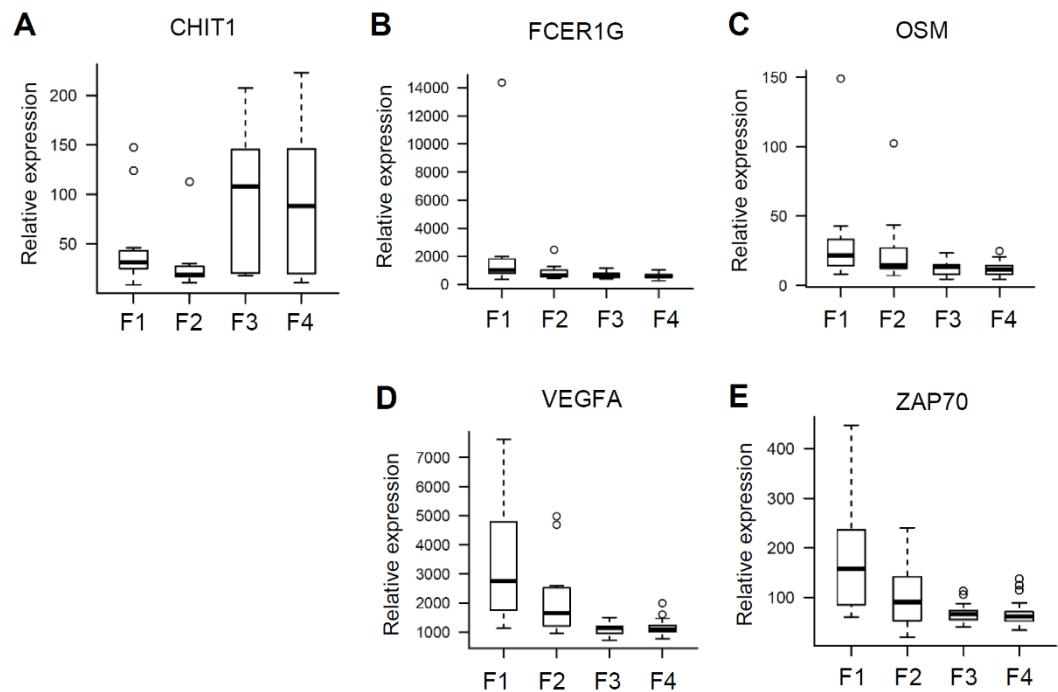 A
CHIT1
Relative expression
200
150
100
50
F1 F2 F3 F4
B
FCER1G
Relative expression
14000
12000
10000
8000
6000
4000
2000
0
F1 F2 F3 F4
C
OSM
Relative expression
150
100
50
0
F1 F2 F3 F4
D
VEGFA
Relative expression
7000
6000
5000
4000
3000
2000
1000
F1 F2 F3 F4
E
ZAP70
Relative expression
400
300
200
100
F1 F2 F3 F4